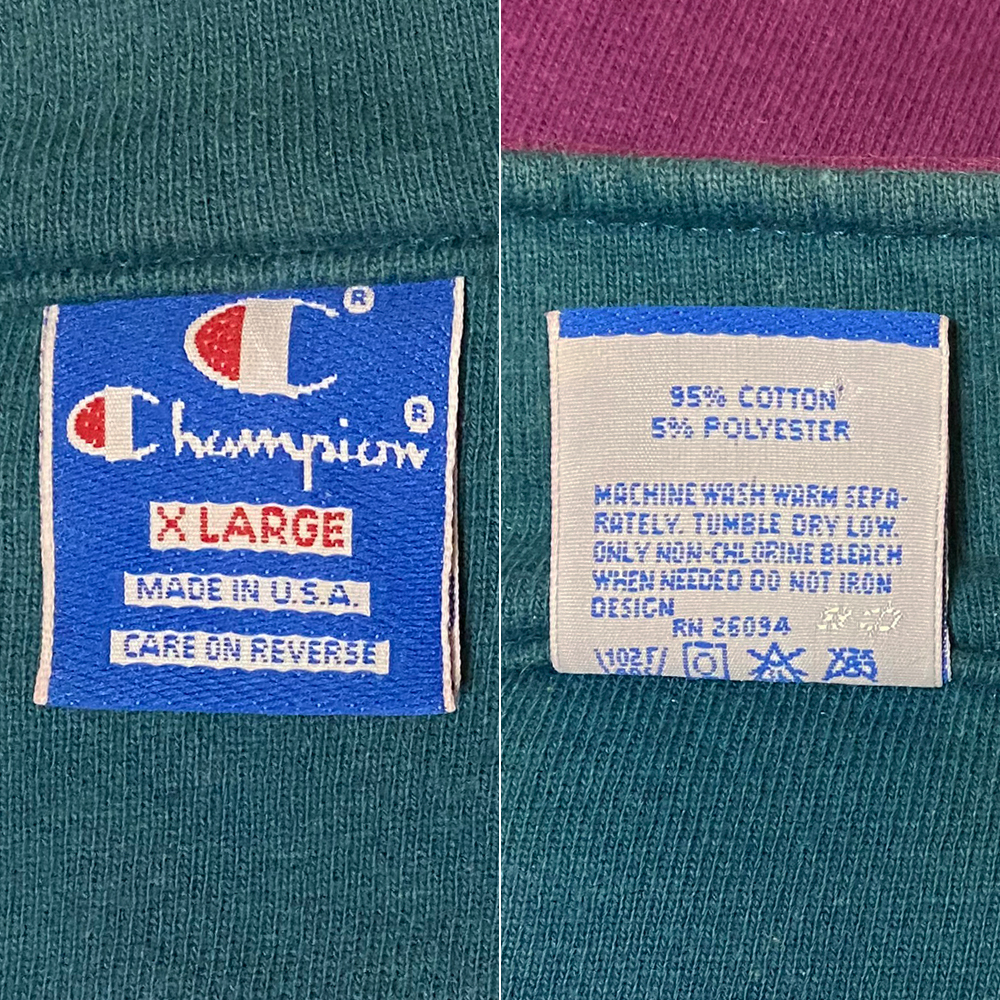 ®
Champion®
X LARGE
MADE IN U.S.A.
CARE ON REVERSE
95% COTTON
5% POLYESTER
MACHINE WASH WARM SEPA-
RATELY. TUMBLE DRY LOW.
ONLY NON-CHLORINE BLEACH
WHEN NEEDED DO NOT IRON
DESIGN
RN 26094
102F